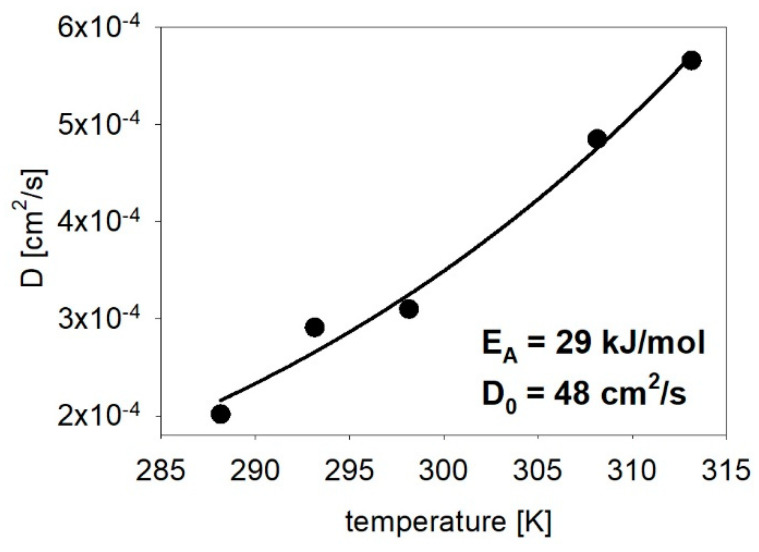 6x10⁻⁴
5x10⁻⁴
4x10⁻⁴
3x10⁻⁴
2x10⁻⁴
D [cm²/s]
E_A = 29 kJ/mol
D₀ = 48 cm²/s
285 290 295 300 305 310 315
temperature [K]